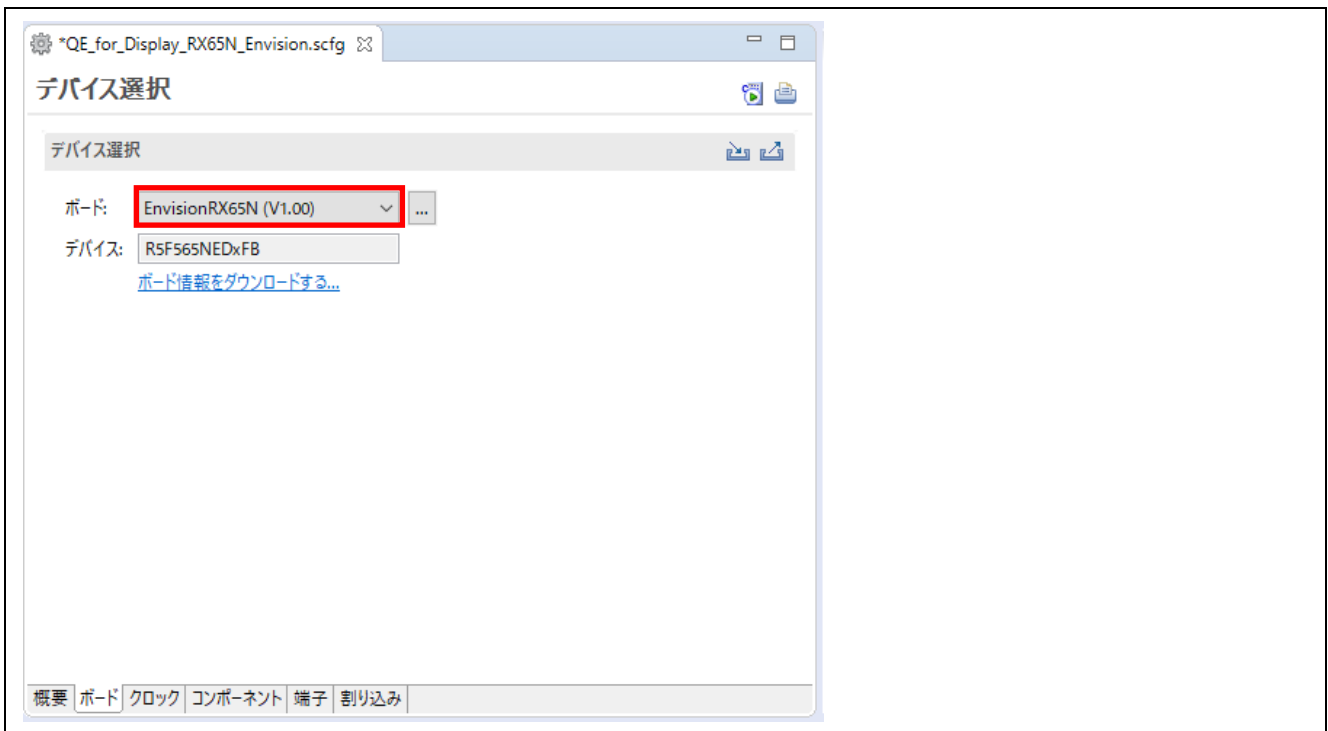 *QE_for_Display_RX65N_Envision.scfg
デバイス選択
デバイス選択
ボード: EnvisionRX65N (V1.00) ...
デバイス: R5F565NEDxFB
ボード情報をダウンロードする...
概要 ボード クロック コンポーネント 端子 割り込み